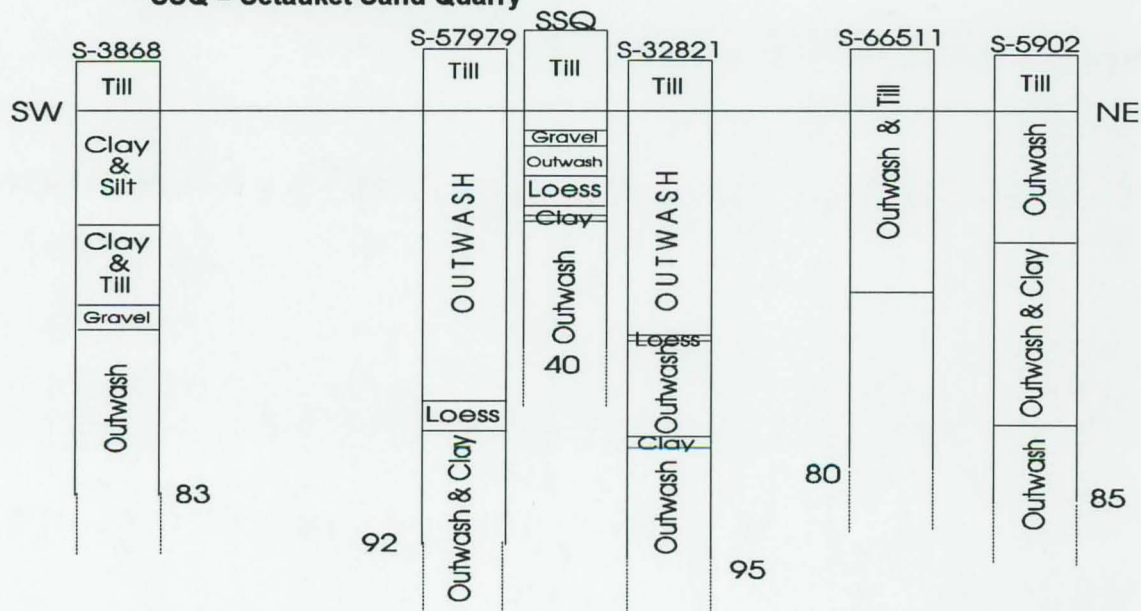 SSQ = Setauket Sand Quarry
S-3868
Till
Clay
&
Silt
Clay
&
Till
Gravel
Outwash
83
SW
S-57979
Till
OUTWASH
Loess
Outwash & Clay
92
SSQ
Till
Gravel
Outwash
Loess
Clay
Outwash
40
S-32821
Till
OUTWASH
Loess
Outwash
Clay
Outwash
95
S-66511
Outwash & Till
80
S-5902
Till
Outwash
Outwash & Clay
Outwash
85
NE